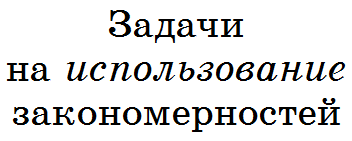 Задачи
на использование
закономерностей